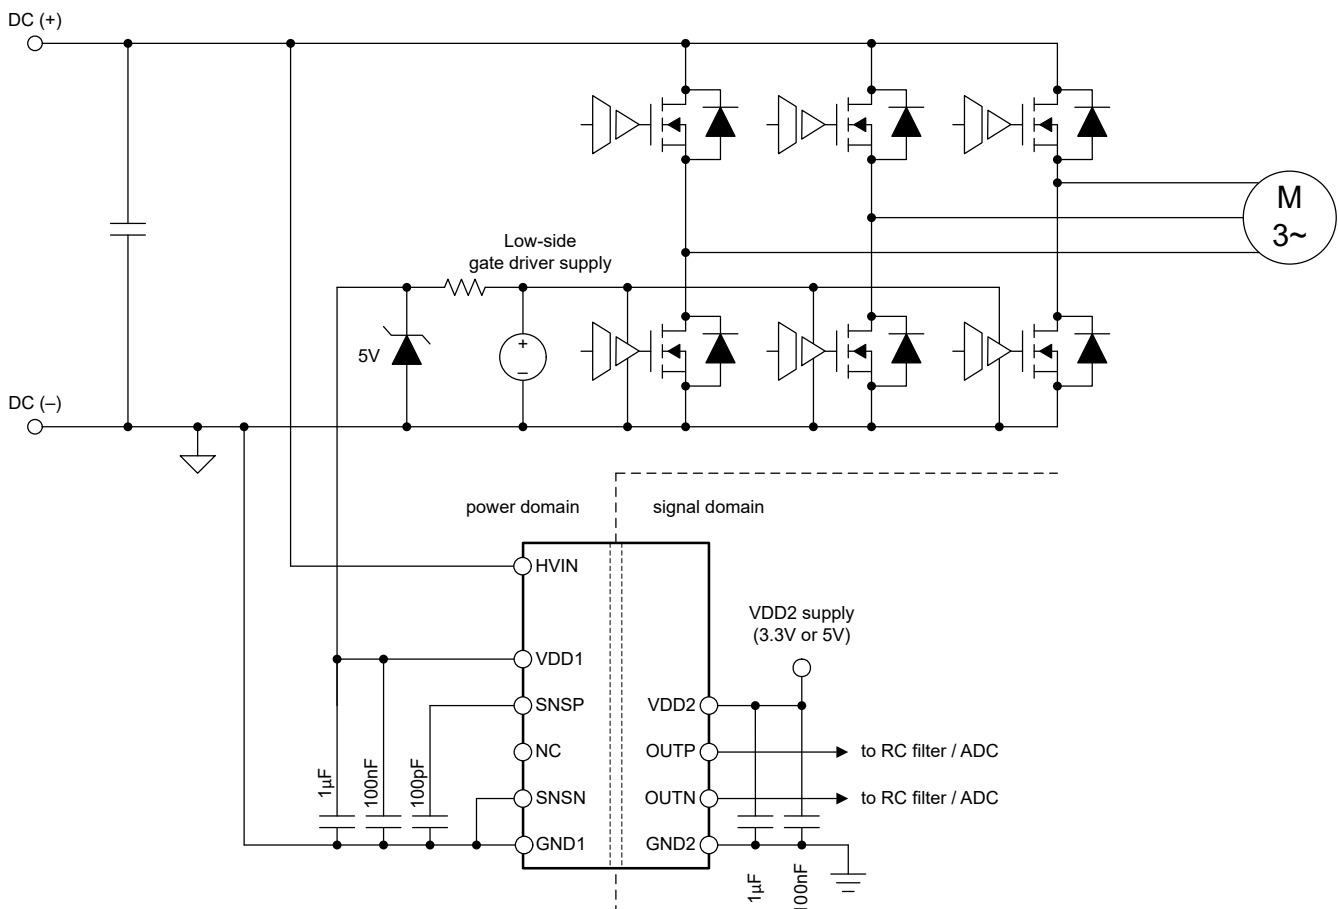 DC (+)
M
3~
Low-side
gate driver supply
5V
+
–
DC (–)
power domain
signal domain
HVIN
VDD2 supply
(3.3V or 5V)
VDD1
SNSP
VDD2
NC
OUTP
to RC filter / ADC
1µF
100nF
100pF
SNSN
OUTN
to RC filter / ADC
GND1
GND2
1µF
100nF